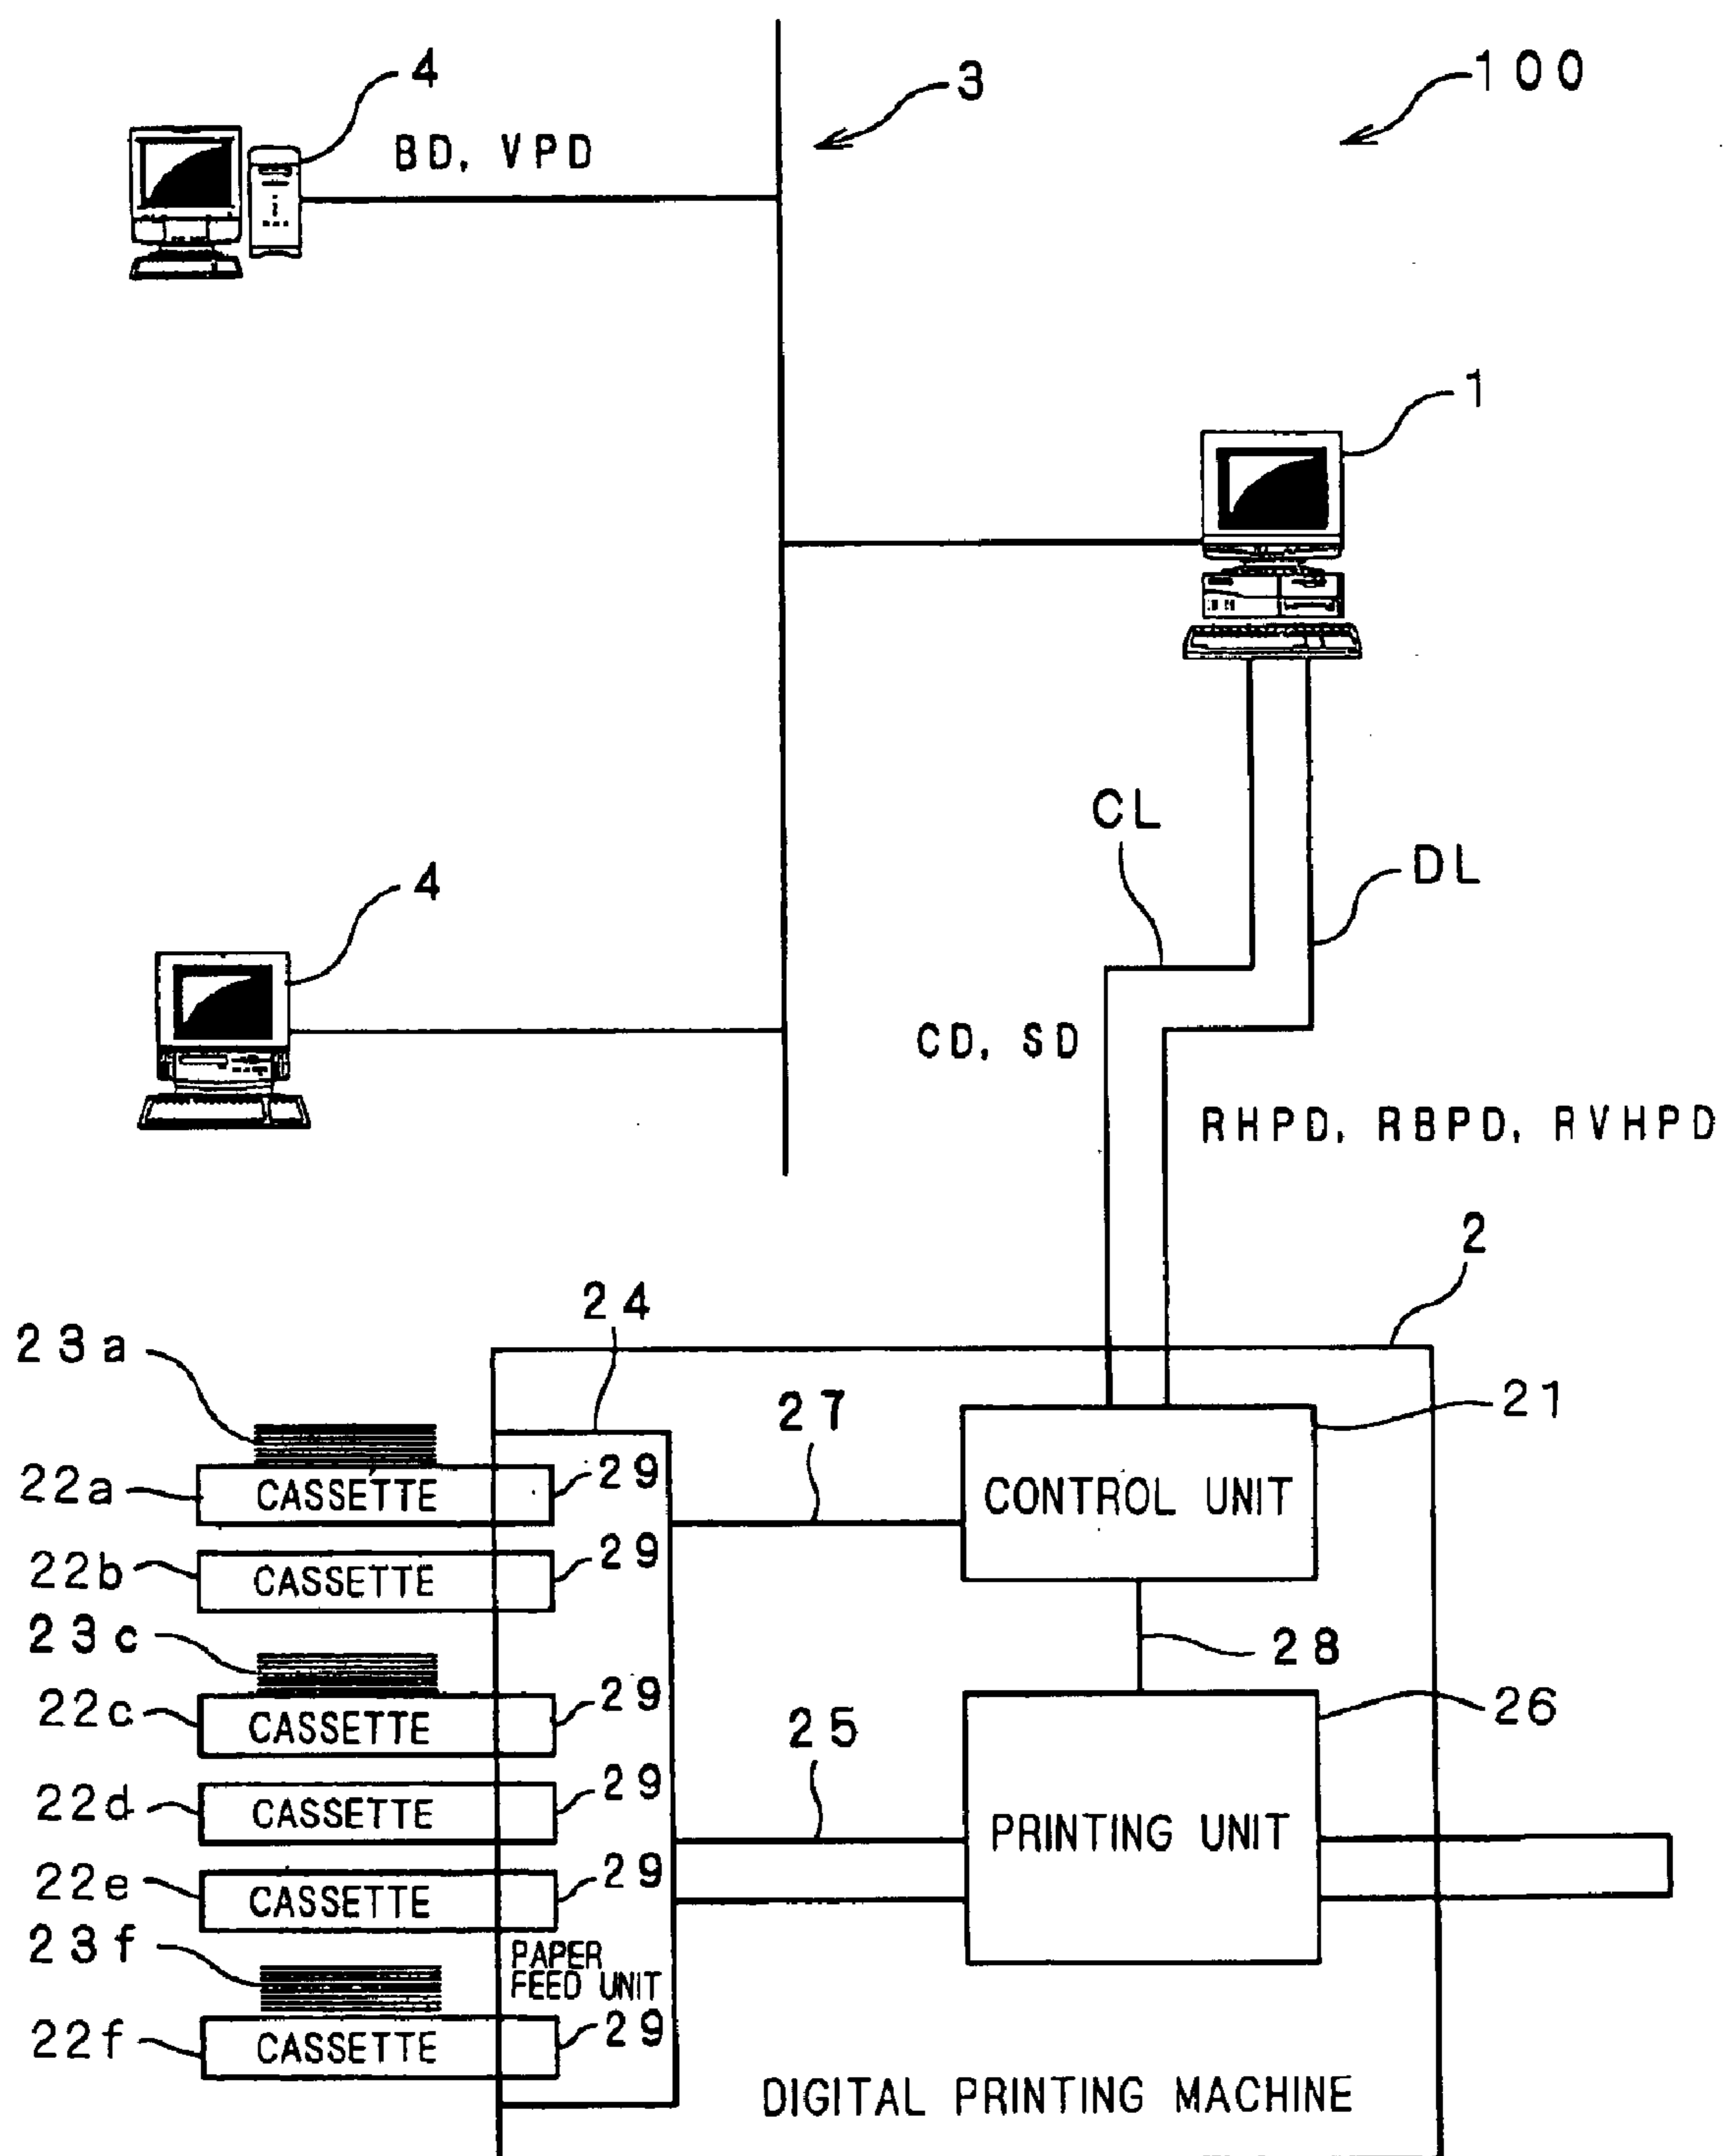 4
3
100
BD, VPD
1
CL
DL
4
CD, SD
RHPD, RBPD, RVHPD
2
24
23a
27
21
22a
CASSETTE
29
CONTROL UNIT
22b
CASSETTE
29
23c
28
22c
CASSETTE
29
26
25
22d
CASSETTE
29
PRINTING UNIT
22e
CASSETTE
29
23f
PAPER
FEED UNIT
22f
CASSETTE
29
DIGITAL PRINTING MACHINE